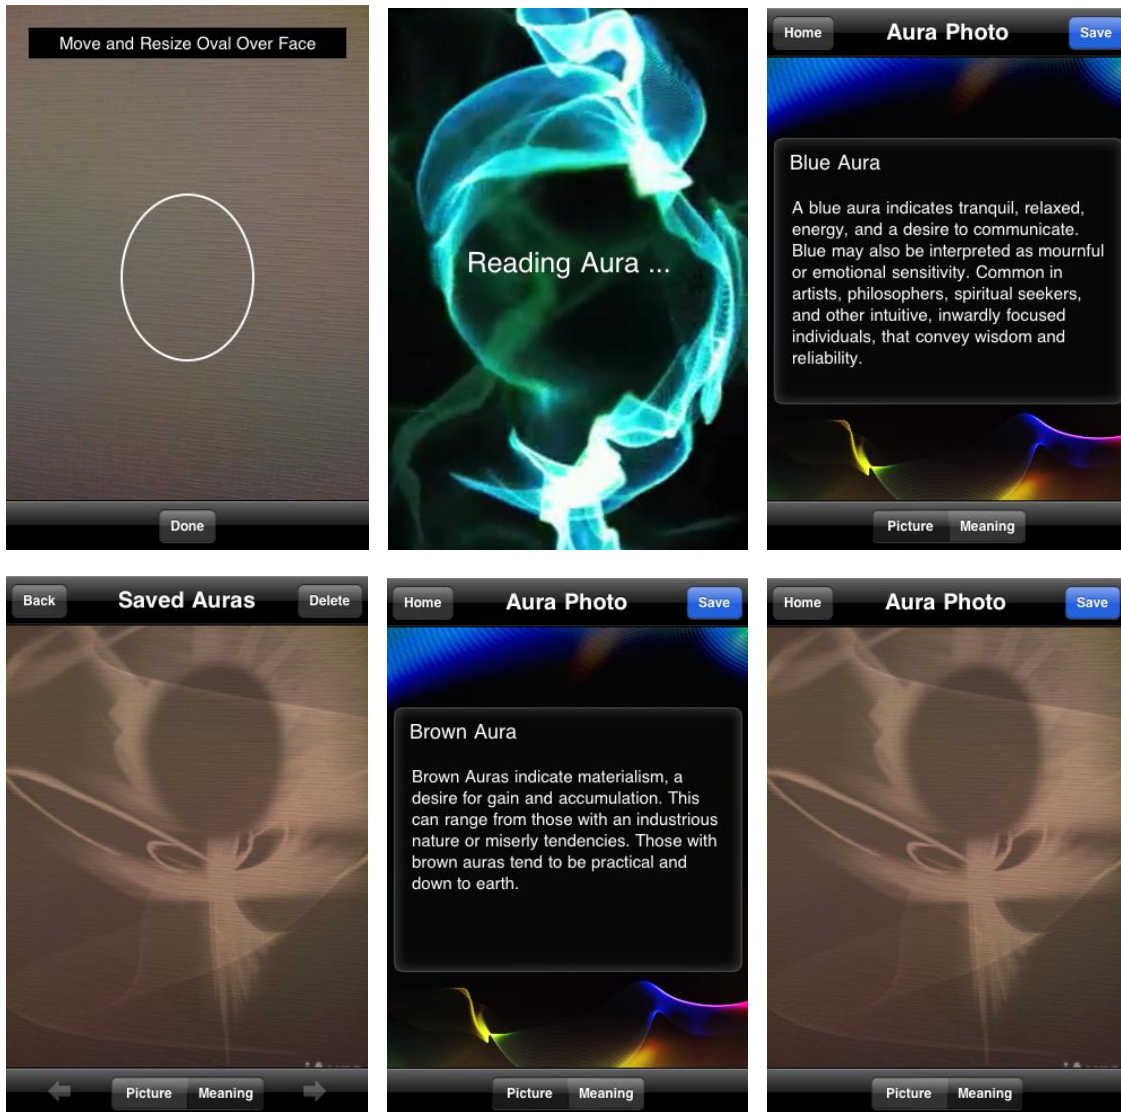 Move and Resize Oval Over Face
Done
Reading Aura ...
Home
Aura Photo
Save
Blue Aura
A blue aura indicates tranquil, relaxed,
energy, and a desire to communicate.
Blue may also be interpreted as mournful
or emotional sensitivity. Common in
artists, philosophers, spiritual seekers,
and other intuitive, inwardly focused
individuals, that convey wisdom and
reliability.
Picture
Meaning
Back
Saved Auras
Delete
Picture
Meaning
Home
Aura Photo
Save
Brown Aura
Brown Auras indicate materialism, a
desire for gain and accumulation. This
can range from those with an industrious
nature or miserly tendencies. Those with
brown auras tend to be practical and
down to earth.
Picture
Meaning
Home
Aura Photo
Save
Picture
Meaning